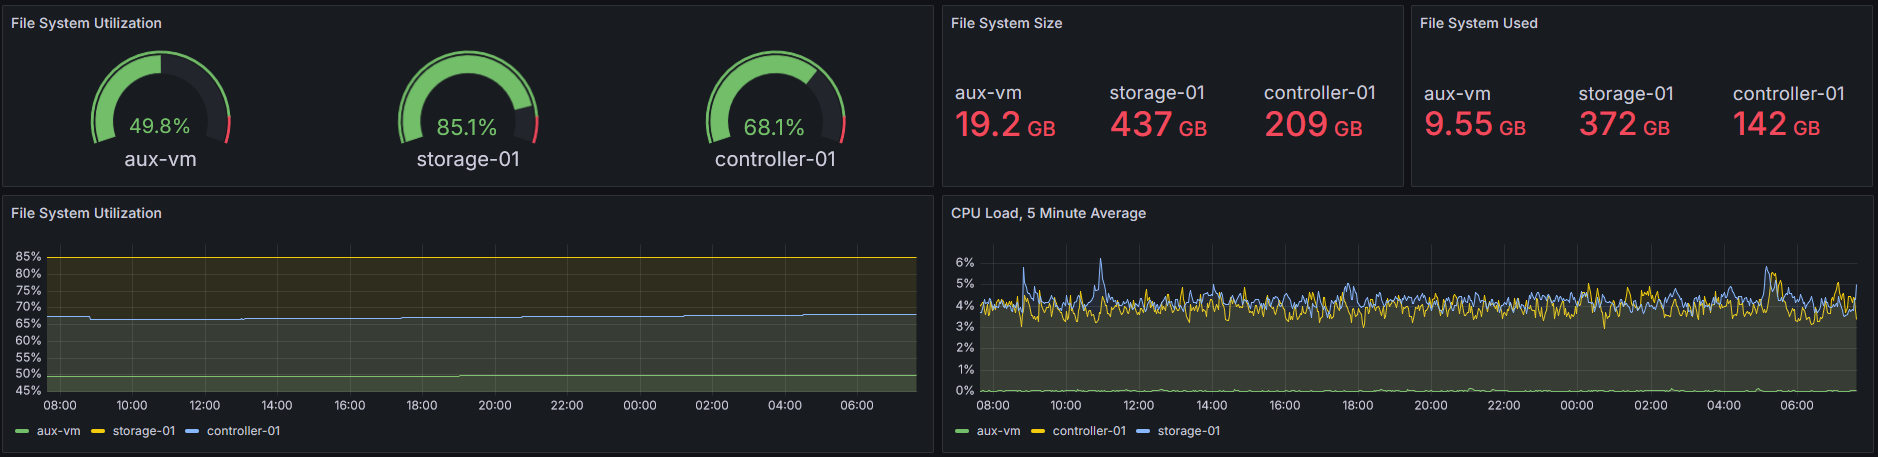 File System Utilization
49.8%
aux-vm
85.1%
storage-01
68.1%
controller-01
File System Size
aux-vm
19.2 GB
storage-01
437 GB
controller-01
209 GB
File System Used
aux-vm
9.55 GB
storage-01
372 GB
controller-01
142 GB
File System Utilization
85%
80%
75%
70%
65%
60%
55%
50%
45%
08:00 10:00 12:00 14:00 16:00 18:00 20:00 22:00 00:00 02:00 04:00 06:00
aux-vm storage-01 controller-01
CPU Load, 5 Minute Average
6%
5%
4%
3%
2%
1%
0%
08:00 10:00 12:00 14:00 16:00 18:00 20:00 22:00 00:00 02:00 04:00 06:00
aux-vm controller-01 storage-01